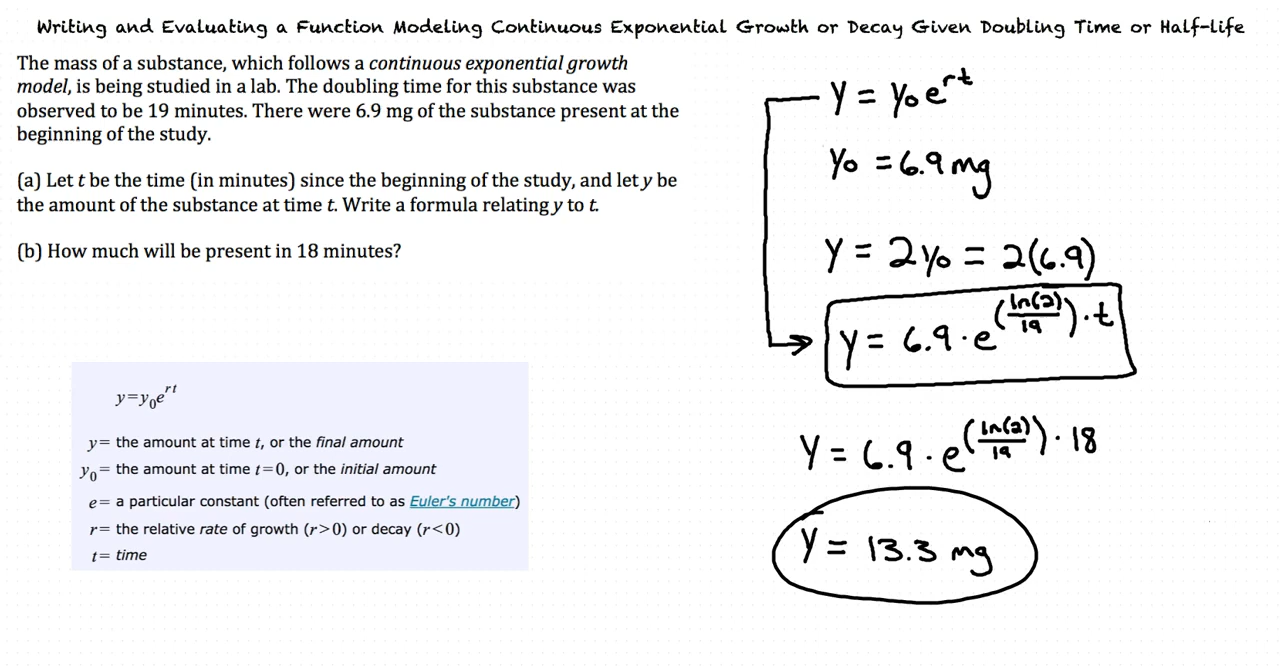 Writing and Evaluating a Function Modeling Continuous Exponential Growth or Decay Given Doubling Time or Half-life
The mass of a substance, which follows a continuous exponential growth
model, is being studied in a lab. The doubling time for this substance was
observed to be 19 minutes. There were 6.9 mg of the substance present at the
beginning of the study.
(a) Let t be the time (in minutes) since the beginning of the study, and let y be
the amount of the substance at time t. Write a formula relating y to t.
(b) How much will be present in 18 minutes?
y=y₀e^rt
y= the amount at time t, or the final amount
y₀= the amount at time t=0, or the initial amount
e= a particular constant (often referred to as Euler's number)
r= the relative rate of growth (r>0) or decay (r<0)
t= time
y = y₀e^rt
y₀ = 6.9 mg
y = 2y₀ = 2(6.9)
y = 6.9·e^(ln(2)/19)·t
y = 6.9·e^(ln(2)/19)·18
y = 13.3 mg